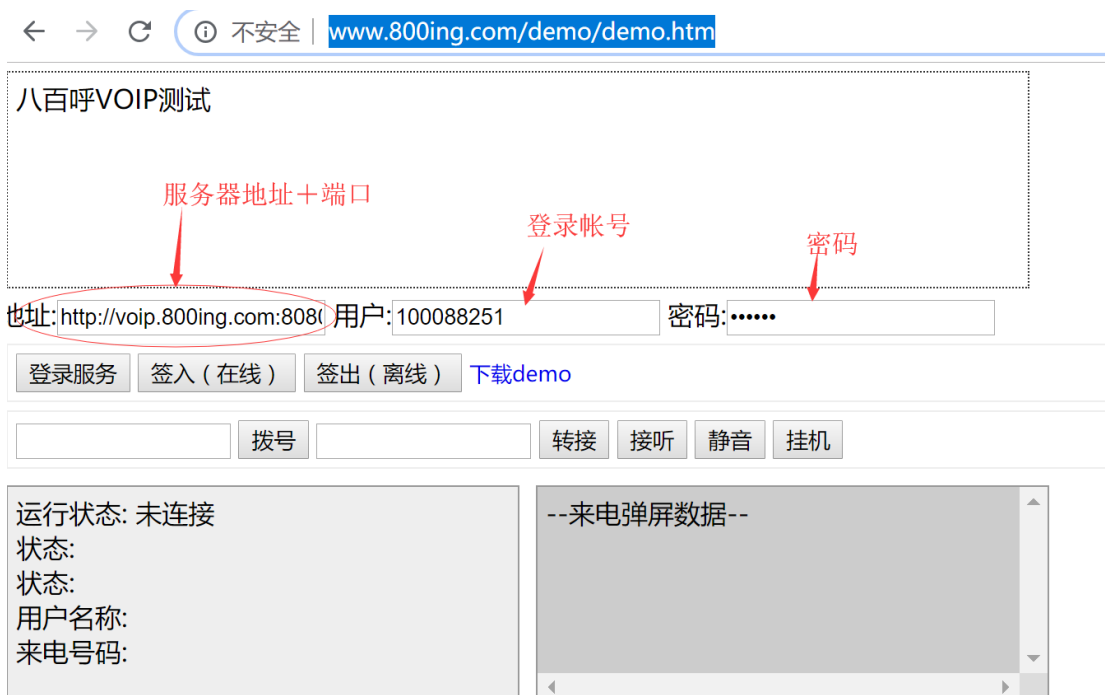 不安全 www.800ing.com/demo/demo.htm
八百呼VOIP测试
服务器地址+端口
登录帐号
密码
地址: http://voip.800ing.com:808 用户: 100088251 密码: ••••••
登录服务 签入(在线) 签出(离线) 下载demo
拨号 转接 接听 静音 挂机
运行状态: 未连接
状态:
状态:
用户名称:
来电号码:
--来电弹屏数据--